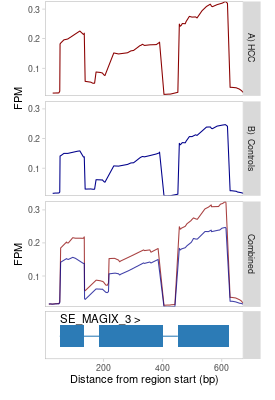 0.3
0.2
0.1
A) HCC
FPM
0.3
0.2
0.1
B) Controls
0.3
0.2
0.1
FPM
Combined
SE_MAGIX_3 >
200 400 600
Distance from region start (bp)